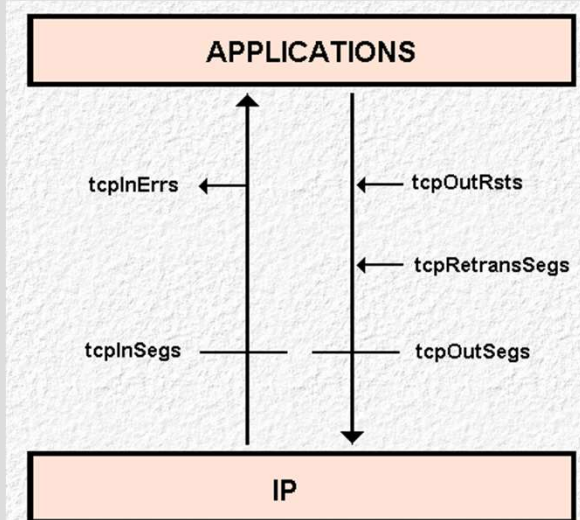 APPLICATIONS
tcpInErrs
tcpOutRsts
tcpRetransSegs
tcpInSegs
tcpOutSegs
IP